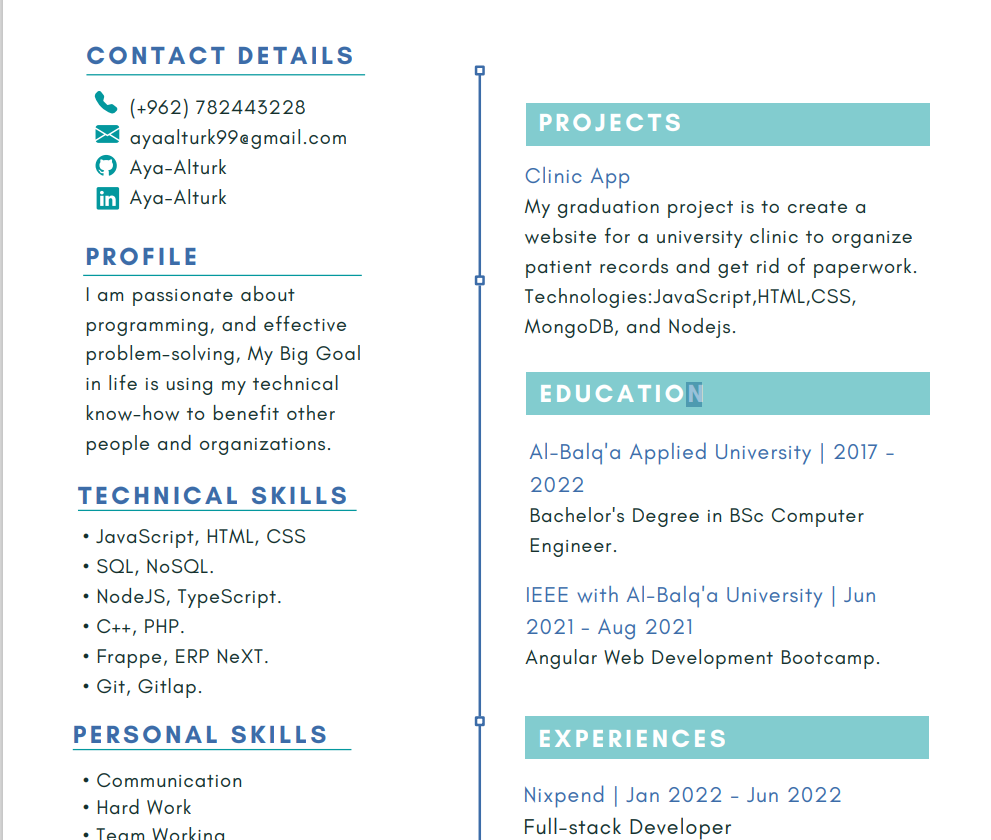 CONTACT DETAILS
(+962) 782443228
ayaalturk99@gmail.com
Aya-Alturk
Aya-Alturk
PROFILE
I am passionate about
programming, and effective
problem-solving, My Big Goal
in life is using my technical
know-how to benefit other
people and organizations.
TECHNICAL SKILLS
• JavaScript, HTML, CSS
• SQL, NoSQL.
• NodeJS, TypeScript.
• C++, PHP.
• Frappe, ERP NeXT.
• Git, Gitlap.
PERSONAL SKILLS
• Communication
• Hard Work
• Team Working
PROJECTS
Clinic App
My graduation project is to create a
website for a university clinic to organize
patient records and get rid of paperwork.
Technologies:JavaScript,HTML,CSS,
MongoDB, and Nodejs.
EDUCATION
Al-Balq'a Applied University | 2017 -
2022
Bachelor's Degree in BSc Computer
Engineer.
IEEE with Al-Balq'a University | Jun
2021 - Aug 2021
Angular Web Development Bootcamp.
EXPERIENCES
Nixpend | Jan 2022 - Jun 2022
Full-stack Developer